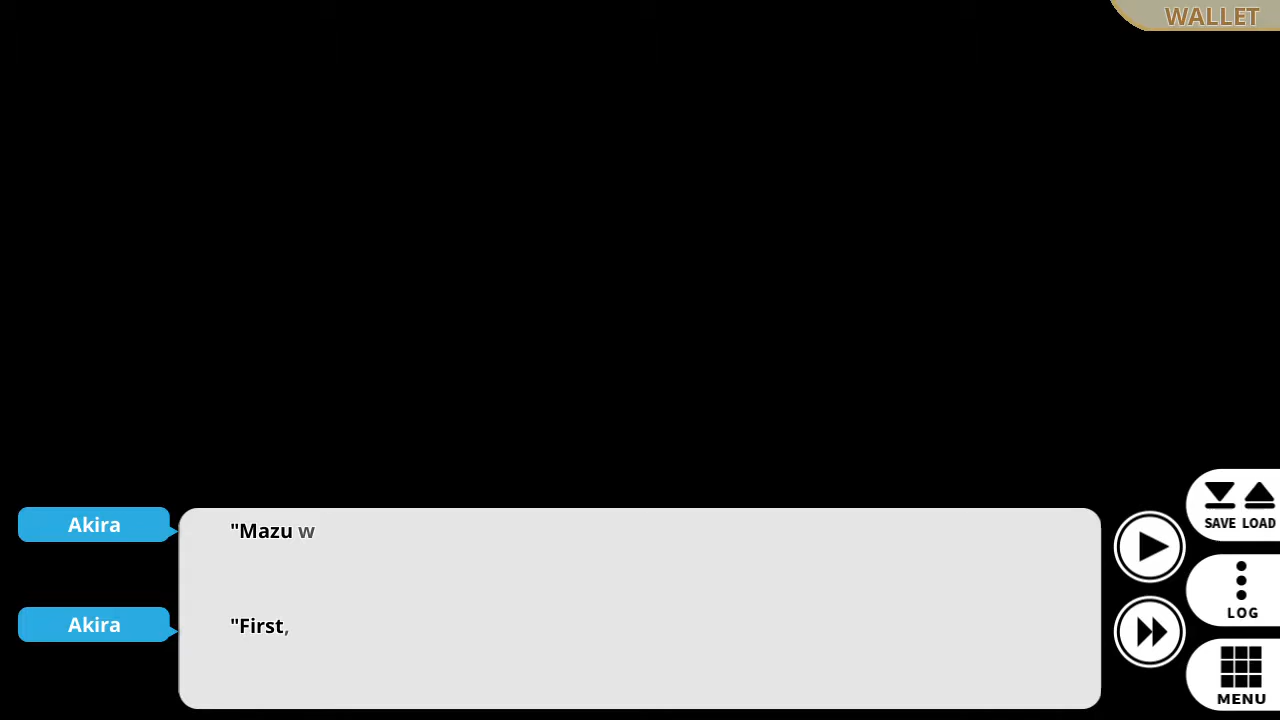 WALLET
Akira
"Mazu w
Akira
"First,
SAVE LOAD
LOG
MENU